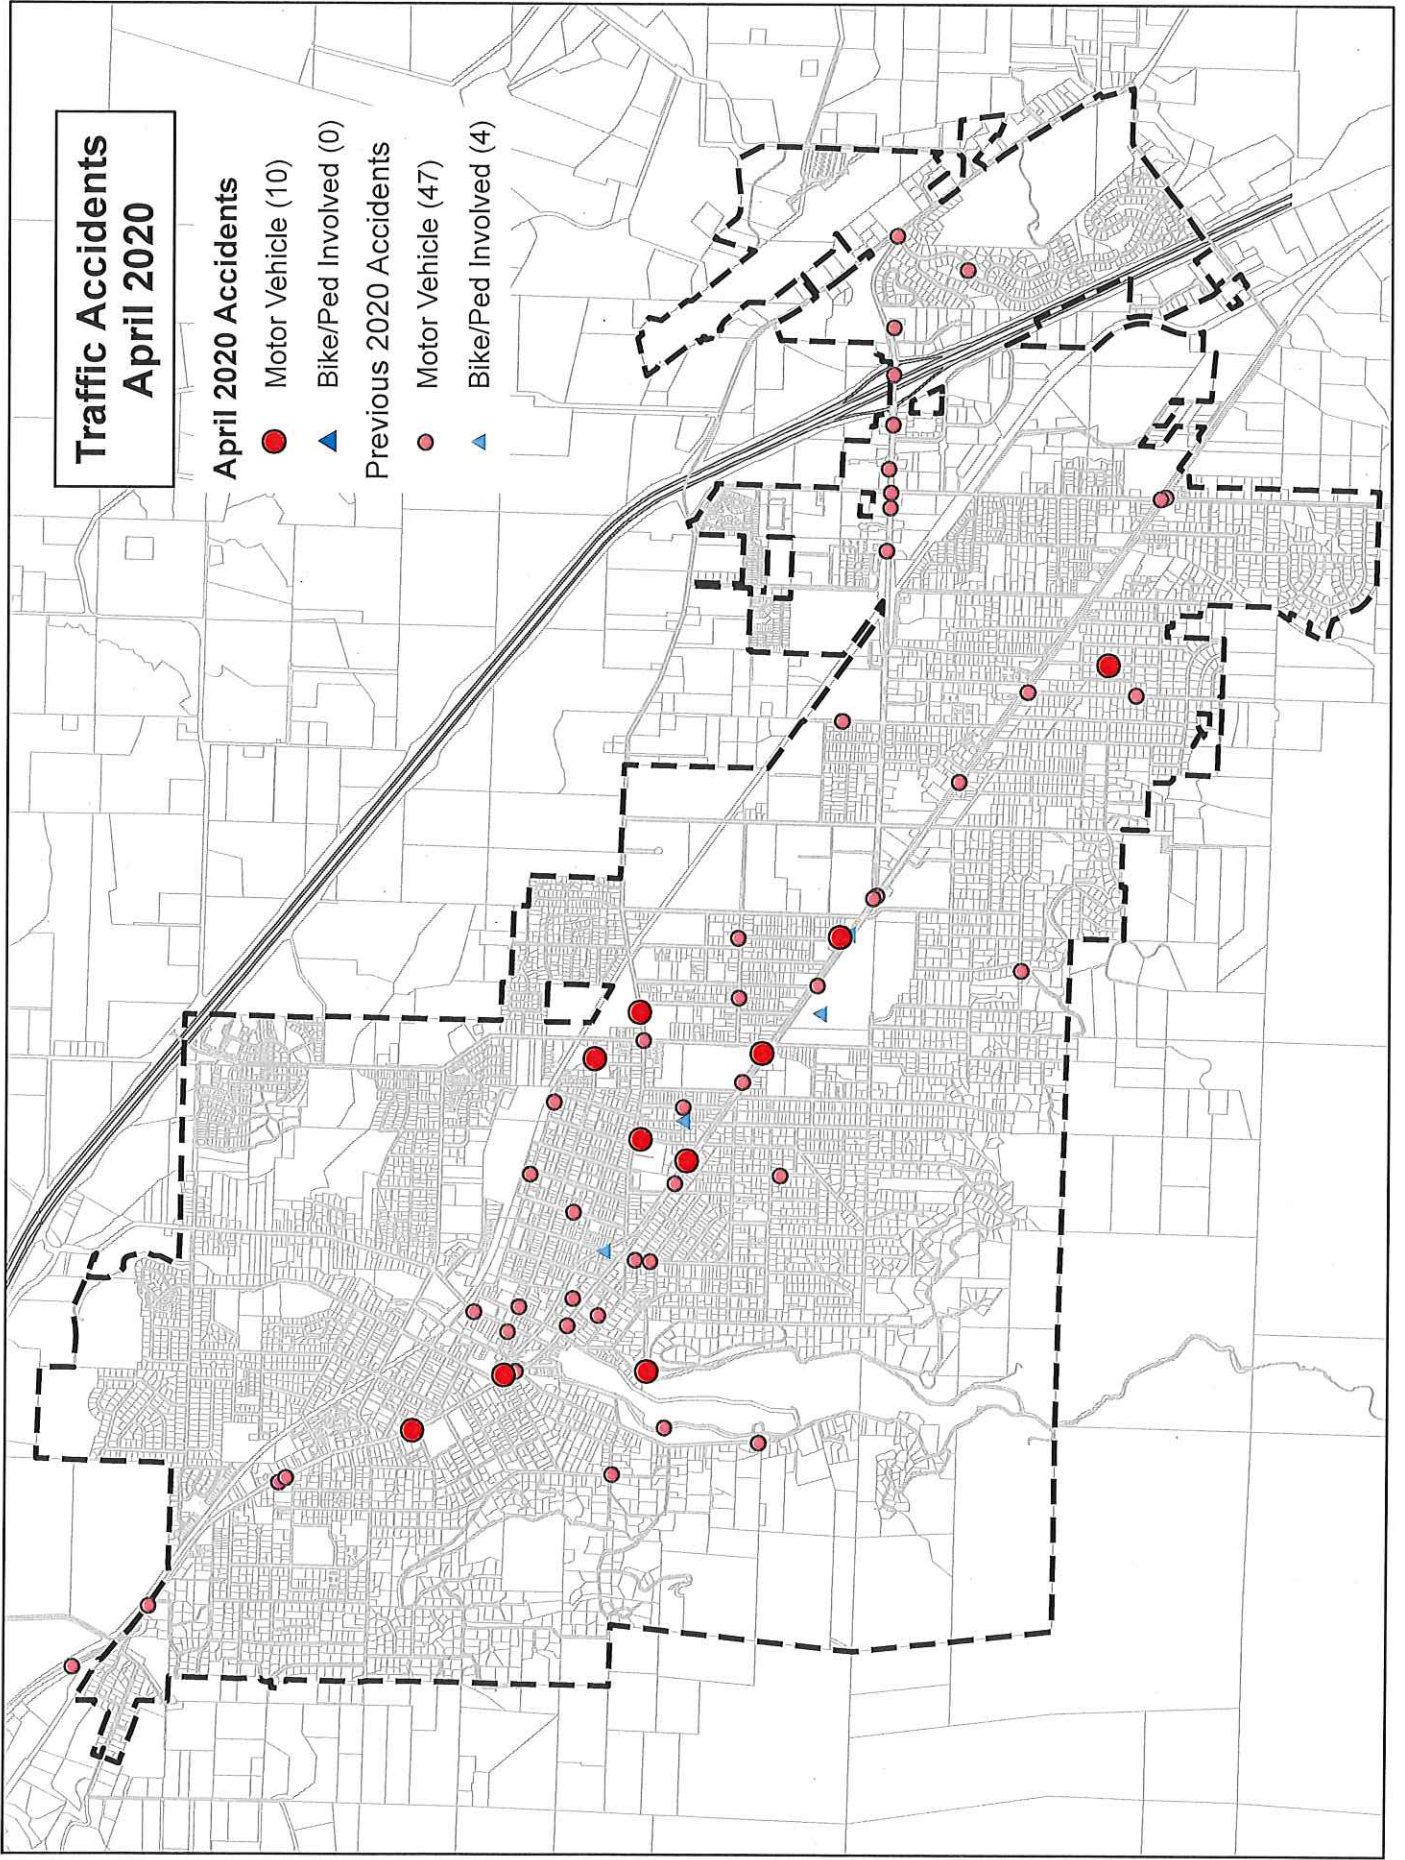 Traffic Accidents
April 2020
April 2020 Accidents
Motor Vehicle (10)
Bike/Ped Involved (0)
Previous 2020 Accidents
Motor Vehicle (47)
Bike/Ped Involved (4)